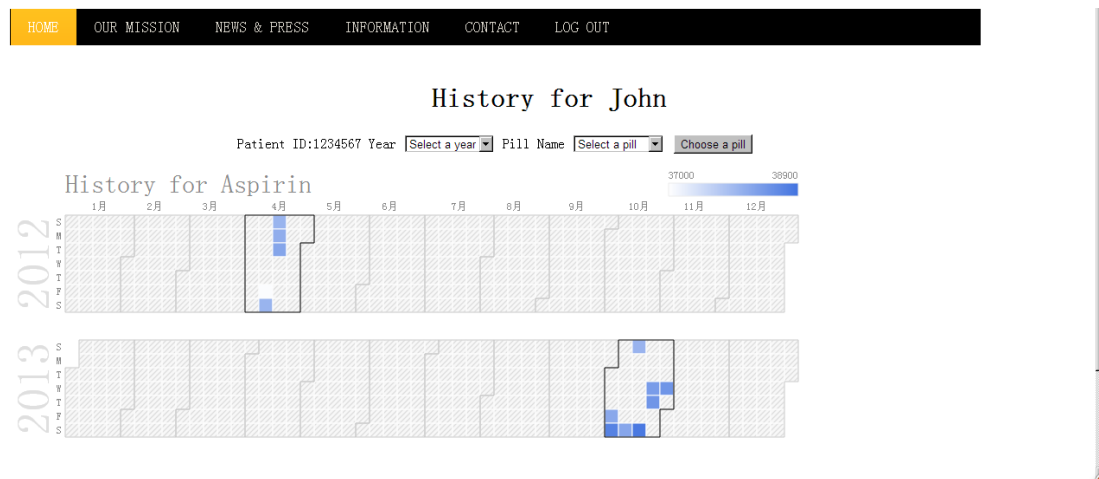 HOME OUR MISSION NEWS & PRESS INFORMATION CONTACT LOG OUT
History for John
Patient ID:1234567 Year Select a year Pill Name Select a pill Choose a pill
History for Aspirin
37000 38900
1月 2月 3月 4月 5月 6月 7月 8月 9月 10月 11月 12月
2012
S
M
T
W
T
F
S
2013
S
M
T
W
T
F
S